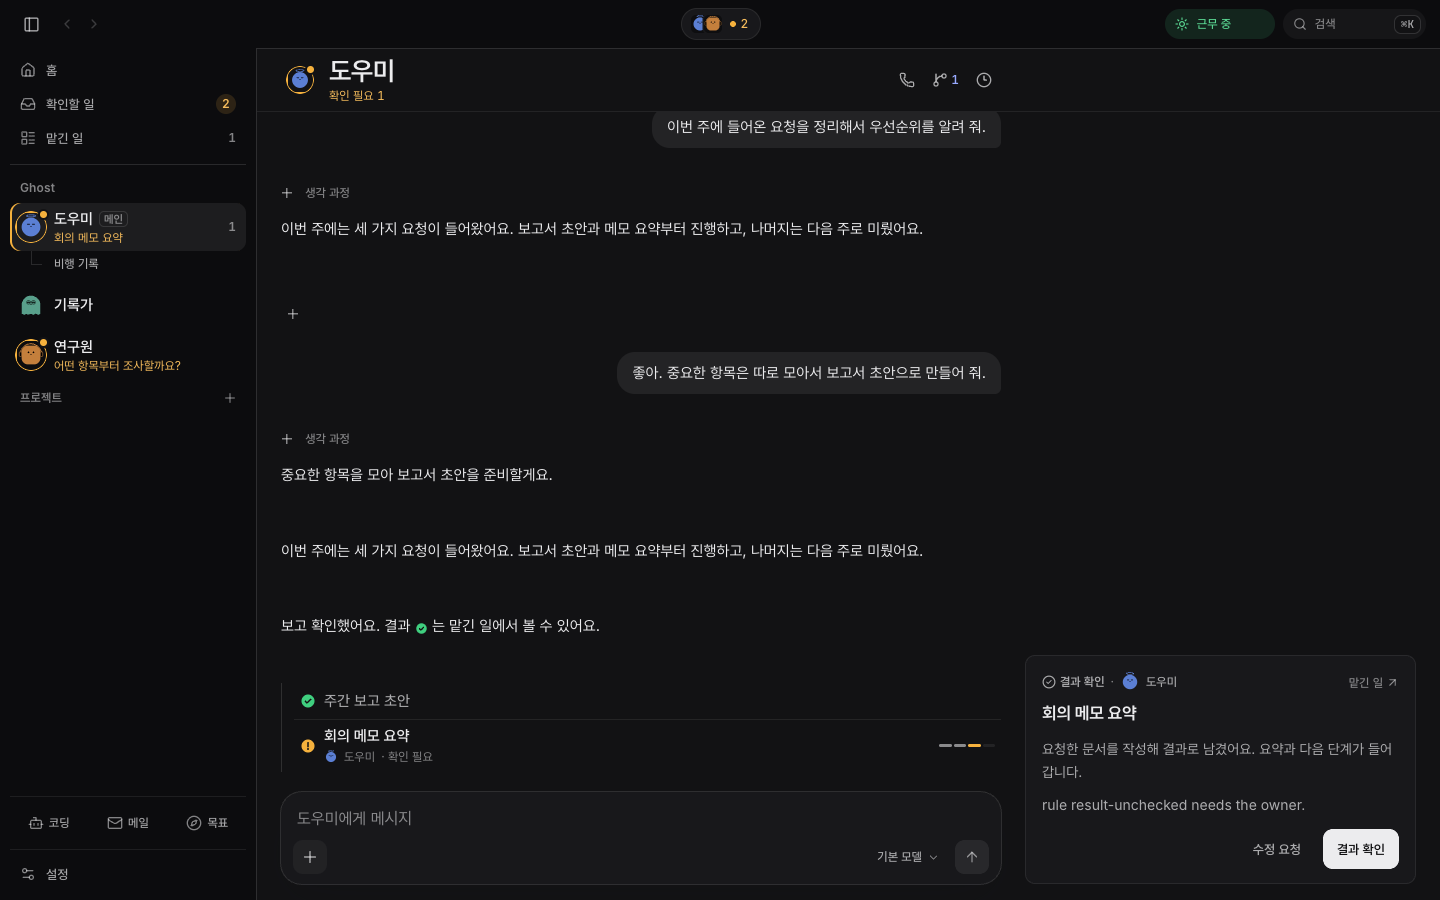 2
근무 중
검색
⌘K
홈
확인할 일
2
맡긴 일
1
Ghost
도우미
메인
회의 메모 요약
1
비행 기록
기록가
연구원
어떤 항목부터 조사할까요?
프로젝트
코딩
메일
목표
설정
도우미
확인 필요 1
1
이번 주에 들어온 요청을 정리해서 우선순위를 알려 줘.
생각 과정
이번 주에는 세 가지 요청이 들어왔어요. 보고서 초안과 메모 요약부터 진행하고, 나머지는 다음 주로 미뤘어요.
좋아. 중요한 항목은 따로 모아서 보고서 초안으로 만들어 줘.
생각 과정
중요한 항목을 모아 보고서 초안을 준비할게요.
이번 주에는 세 가지 요청이 들어왔어요. 보고서 초안과 메모 요약부터 진행하고, 나머지는 다음 주로 미뤘어요.
보고 확인했어요. 결과 는 맡긴 일에서 볼 수 있어요.
주간 보고 초안
회의 메모 요약
도우미 · 확인 필요
도우미에게 메시지
기본 모델
결과 확인 · 도우미
맡긴 일
회의 메모 요약
요청한 문서를 작성해 결과로 남겼어요. 요약과 다음 단계가 들어
갑니다.
rule result-unchecked needs the owner.
수정 요청
결과 확인